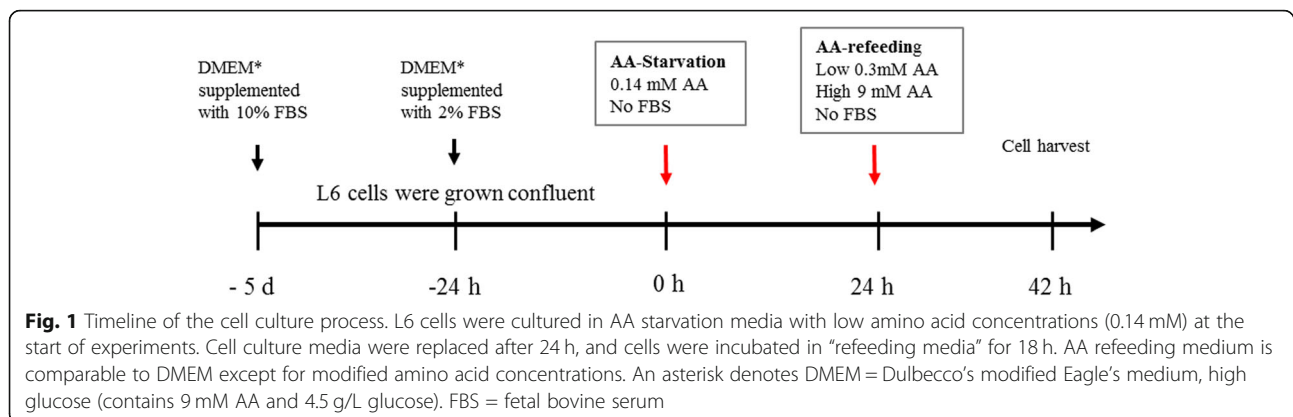 DMEM*
supplemented
with 10% FBS
DMEM*
supplemented
with 2% FBS
AA-Starvation
0.14 mM AA
No FBS
AA-refeeding
Low 0.3mM AA
High 9 mM AA
No FBS
Cell harvest
L6 cells were grown confluent
- 5 d
-24 h
0 h
24 h
42 h
Fig. 1 Timeline of the cell culture process. L6 cells were cultured in AA starvation media with low amino acid concentrations (0.14 mM) at the
start of experiments. Cell culture media were replaced after 24 h, and cells were incubated in “refeeding media” for 18 h. AA refeeding medium is
comparable to DMEM except for modified amino acid concentrations. An asterisk denotes DMEM = Dulbecco’s modified Eagle’s medium, high
glucose (contains 9 mM AA and 4.5 g/L glucose). FBS = fetal bovine serum